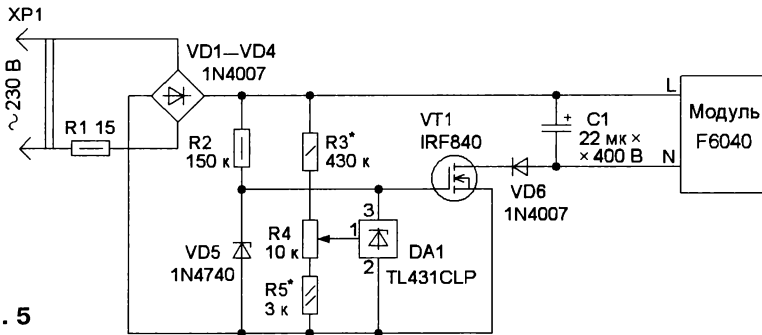 XP1
~230 В
R1 15
VD1—VD4
1N4007
R2
150 к
R3*
430 к
VT1
IRF840
C1
22 мк ×
× 400 В
+
L
N
Модуль
F6040
VD6
1N4007
VD5
1N4740
R4
10 к
1
3
2
DA1
TL431CLP
R5*
3 к
. 5